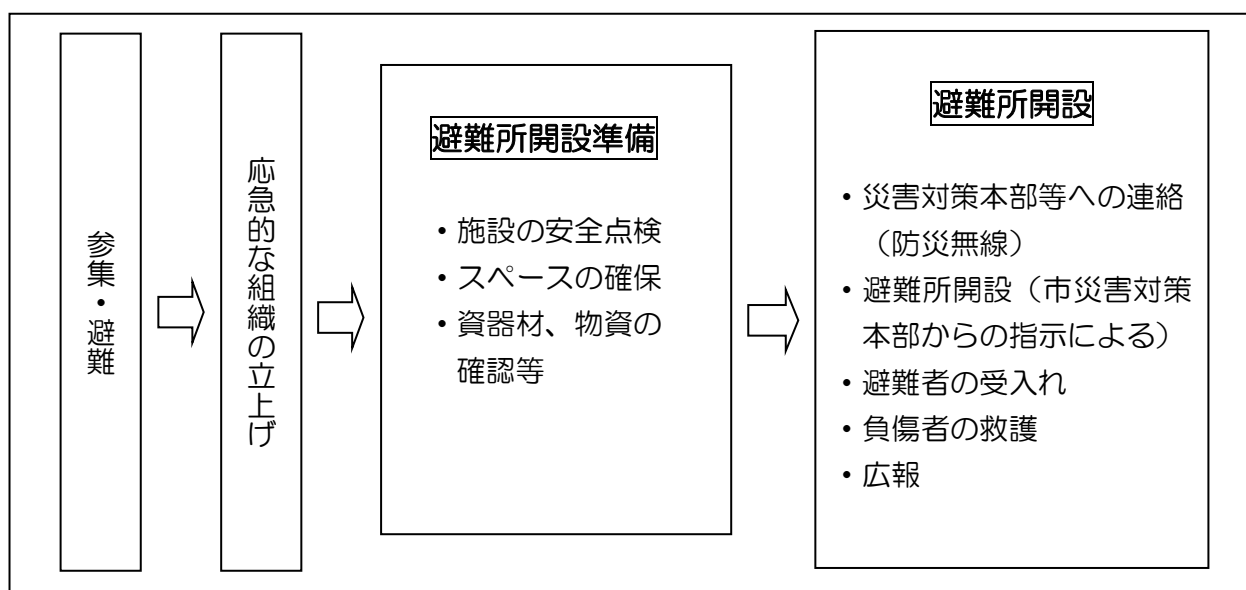 参集・避難
応急的な組織の立上げ
避難所開設準備
・施設の安全点検
・スペースの確保
・資器材、物資の
確認等
避難所開設
・災害対策本部等への連絡
（防災無線）
・避難所開設（市災害対策
本部からの指示による）
・避難者の受入れ
・負傷者の救護
・広報